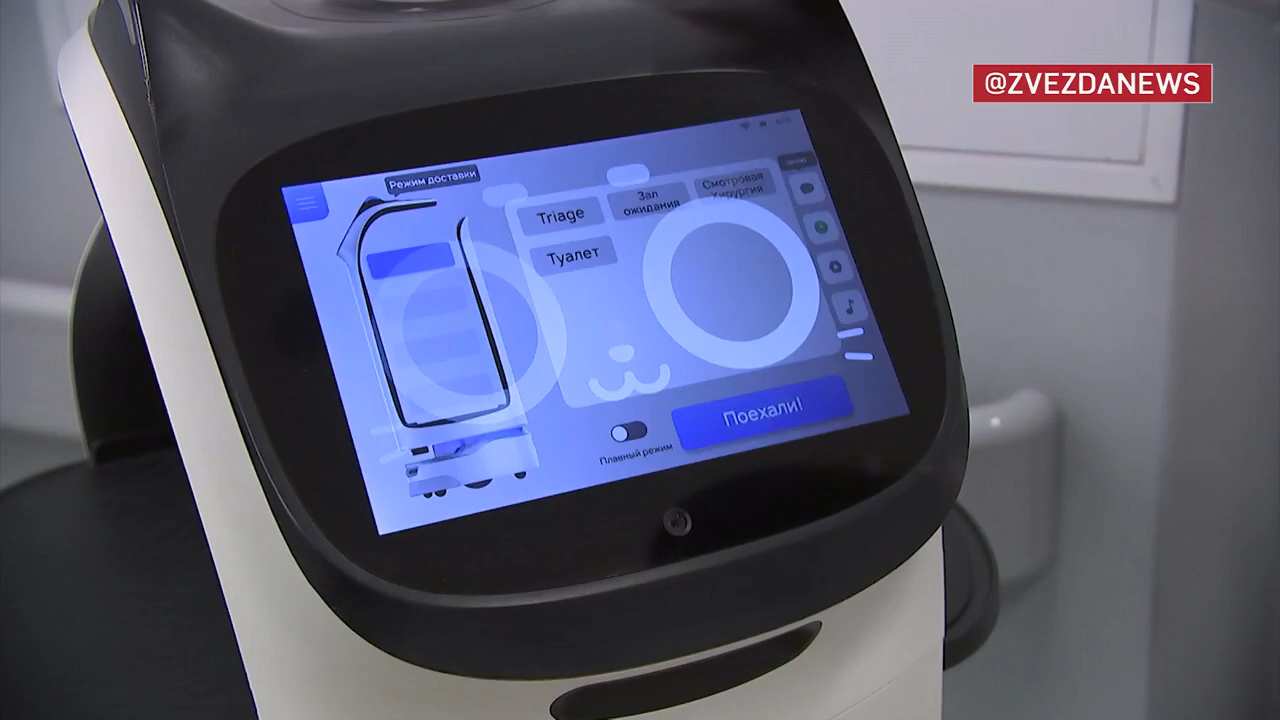 @ZVEZDANEWS
Режим доставки
Triage
Зал
ожидания
Смотровая
Хирургия
Туалет
Плавный режим
Поехали!